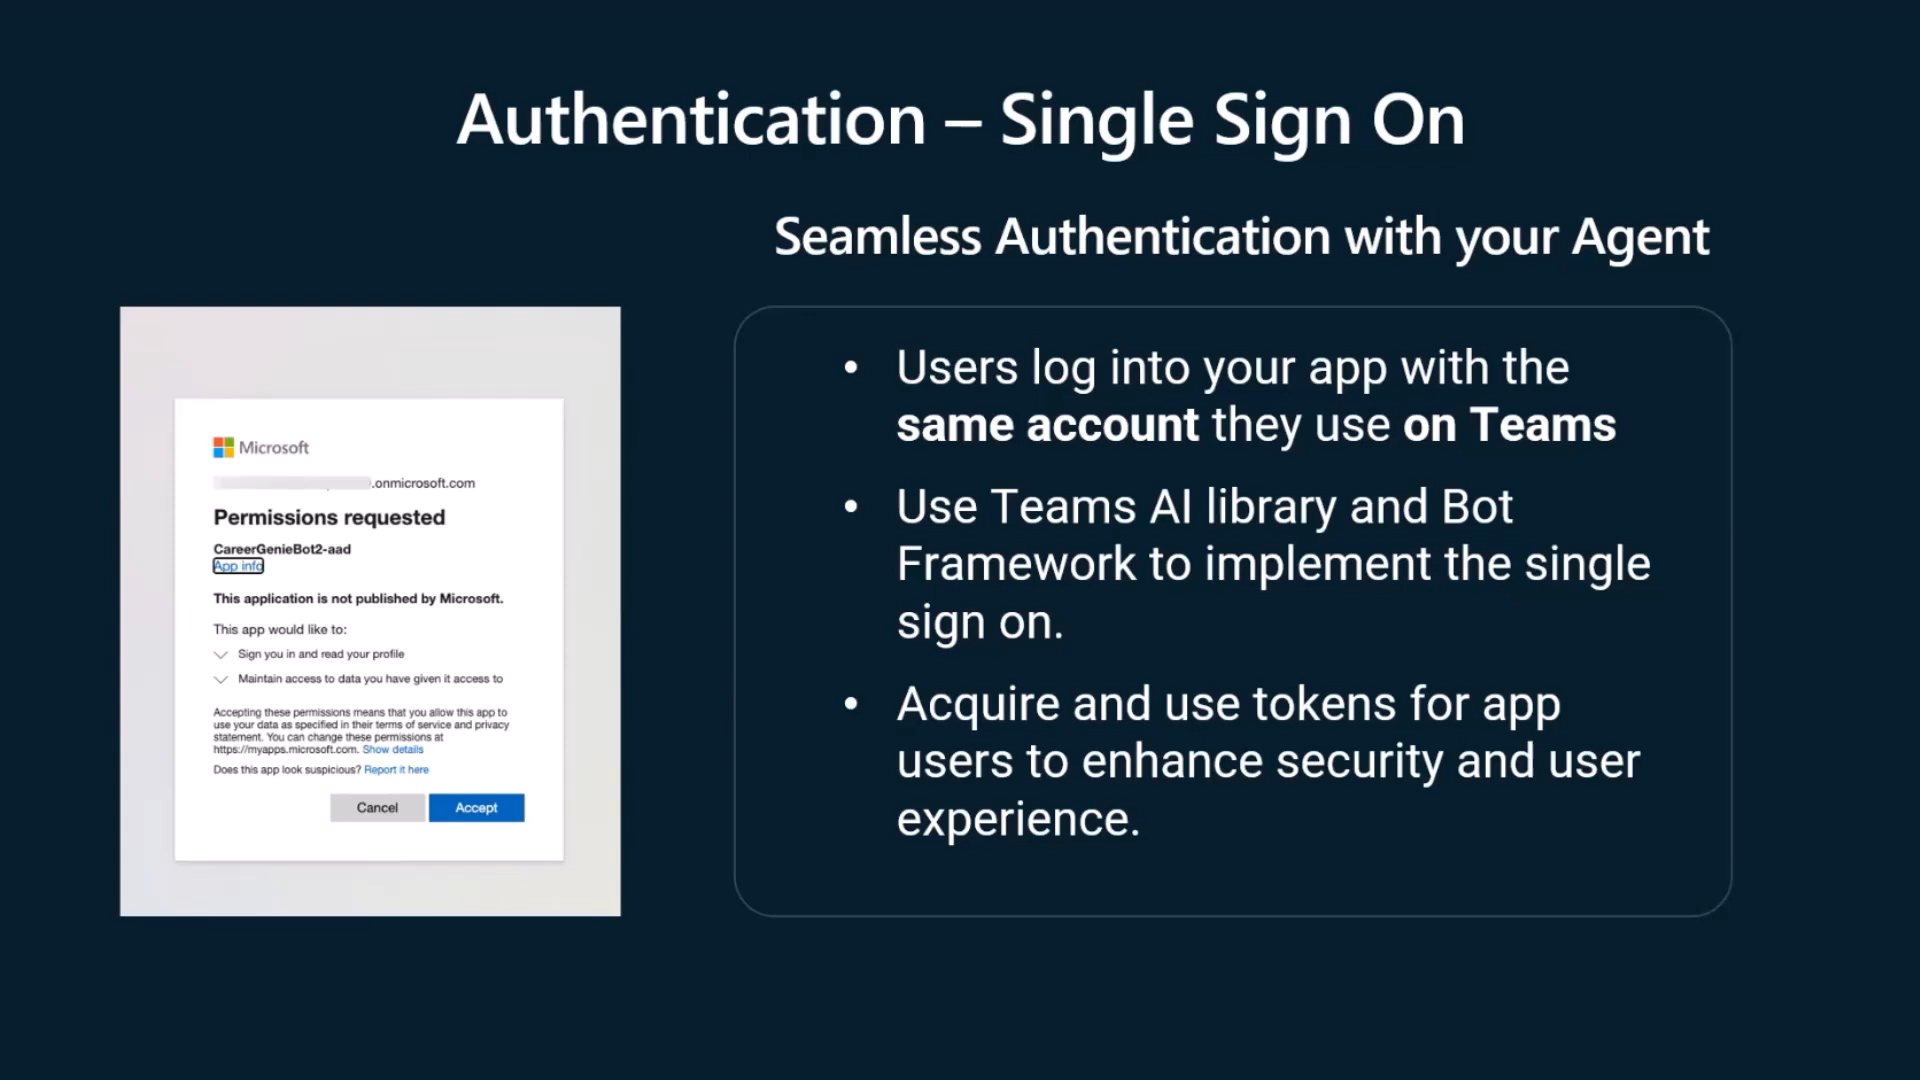 Authentication – Single Sign On
Seamless Authentication with your Agent
Microsoft
.onmicrosoft.com
Permissions requested
CareerGenieBot2-aad
App info
This application is not published by Microsoft.
This app would like to:
Sign you in and read your profile
Maintain access to data you have given it access to
Accepting these permissions means that you allow this app to
use your data as specified in their terms of service and privacy
statement. You can change these permissions at
https://myapps.microsoft.com. Show details
Does this app look suspicious? Report it here
Cancel Accept
• Users log into your app with the
same account they use on Teams
• Use Teams AI library and Bot
Framework to implement the single
sign on.
• Acquire and use tokens for app
users to enhance security and user
experience.